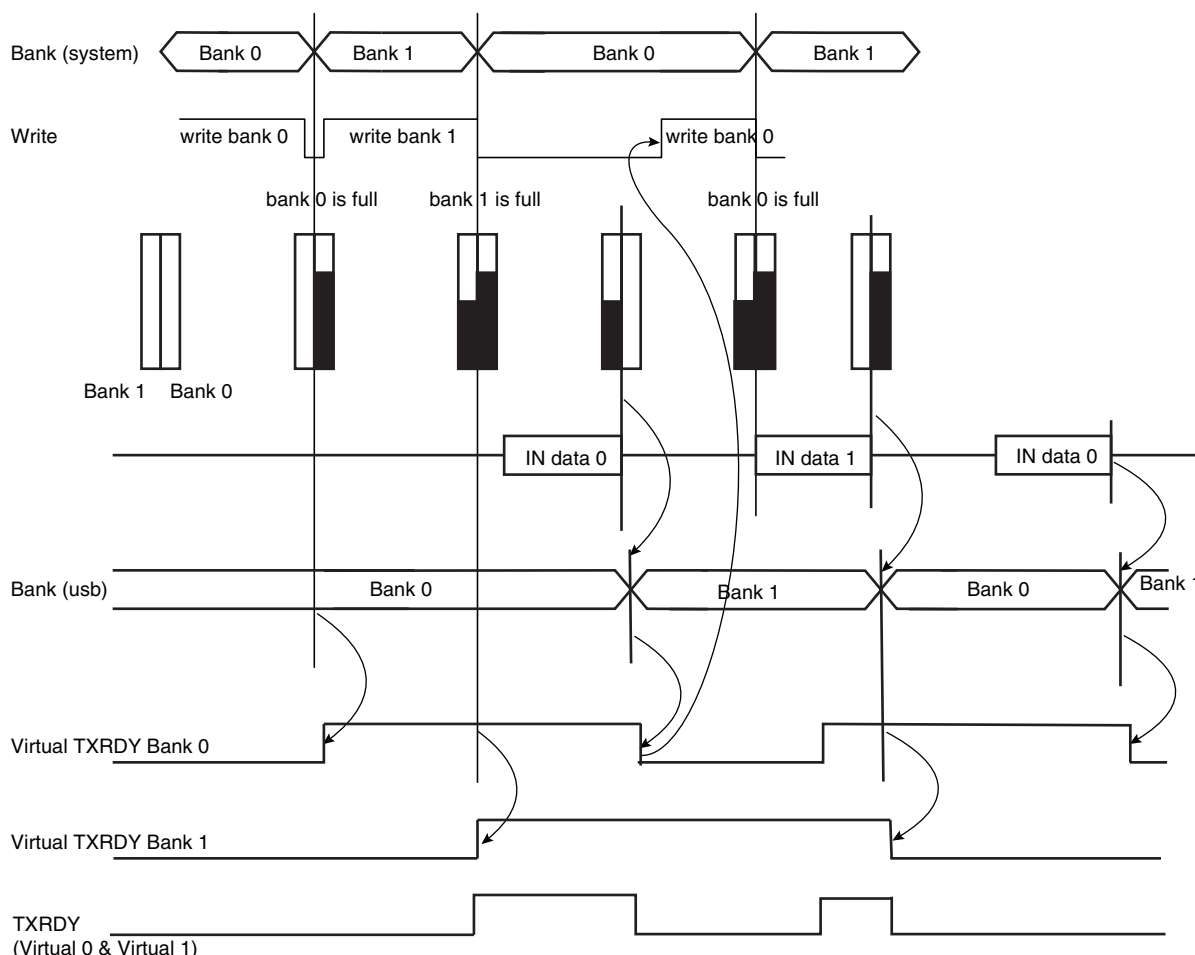 Bank (system)
Bank 0
Bank 1
Bank 0
Bank 1
Write
write bank 0
write bank 1
write bank 0
bank 0 is full
bank 1 is full
bank 0 is full
Bank 1
Bank 0
IN data 0
IN data 1
IN data 0
Bank (usb)
Bank 0
Bank 1
Bank 0
Bank 1
Virtual TXRDY Bank 0
Virtual TXRDY Bank 1
TXRDY
(Virtual 0 & Virtual 1)